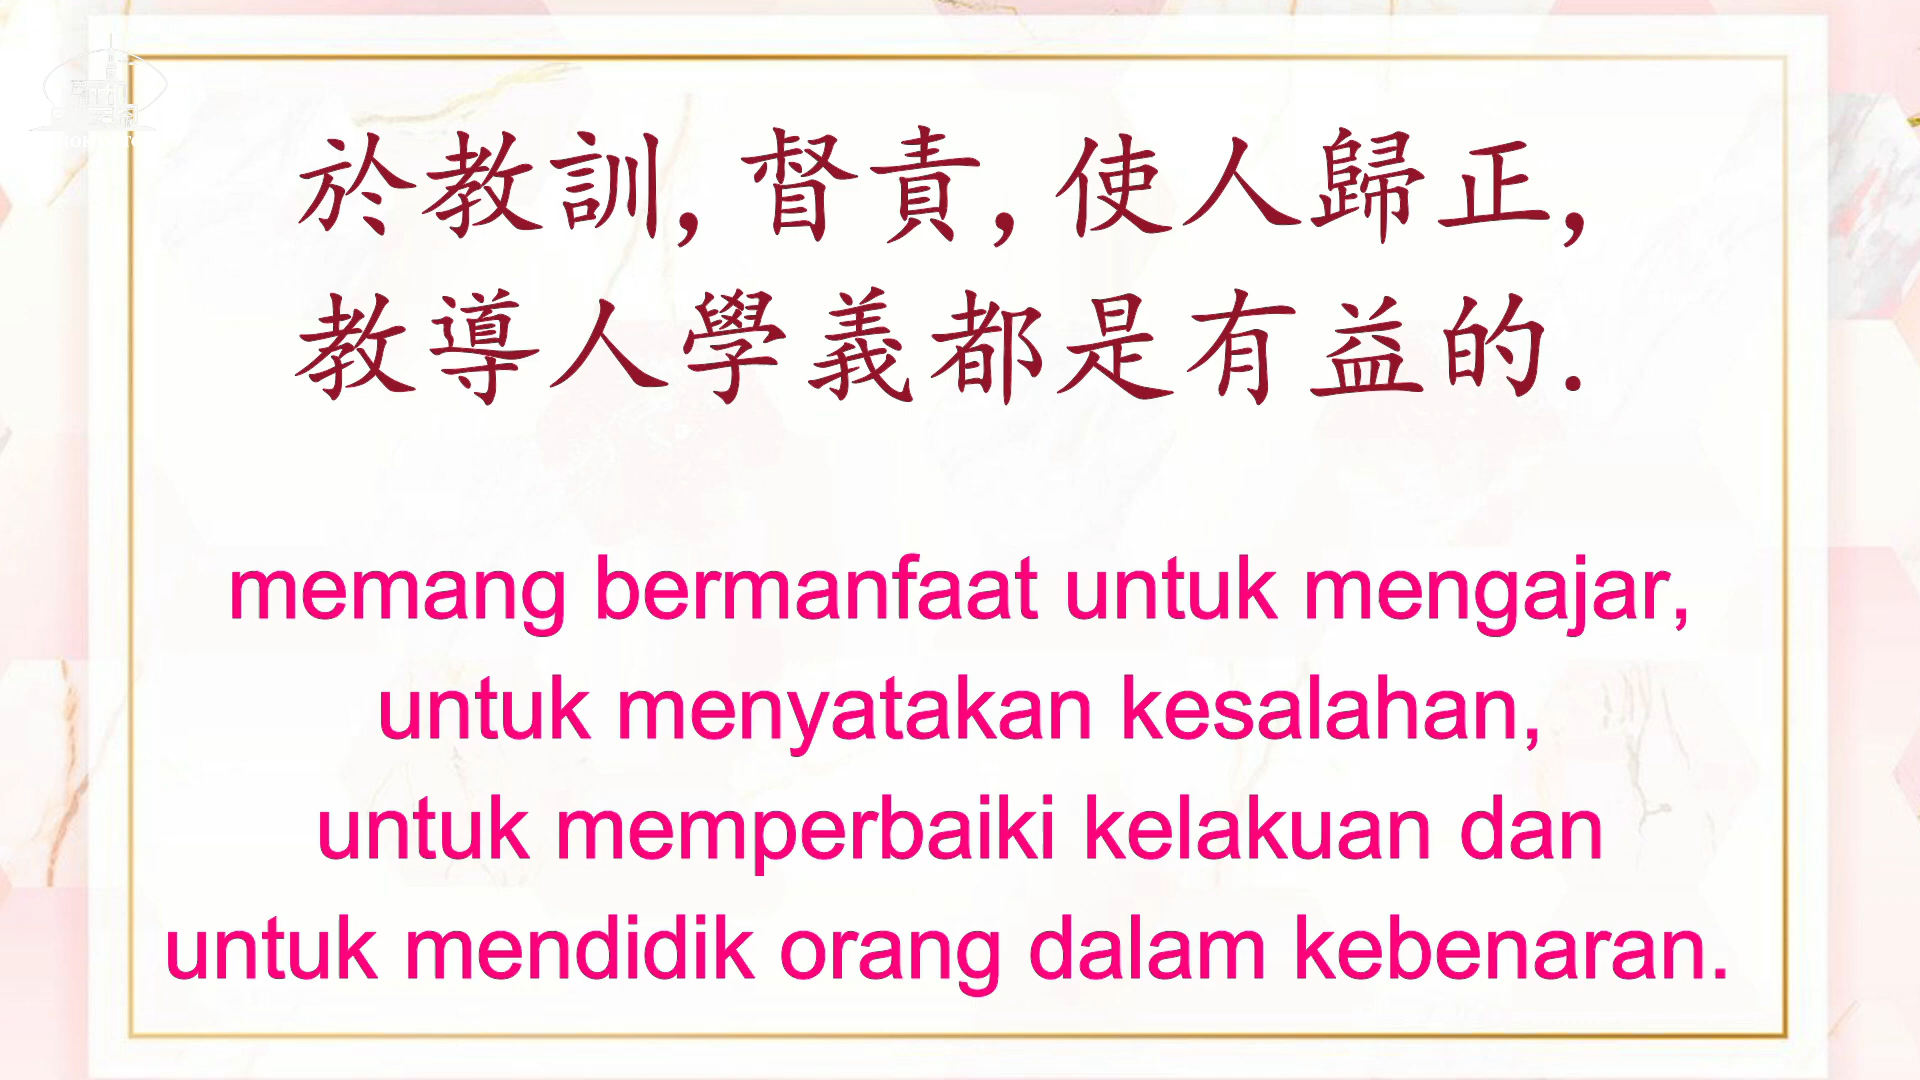 於教訓, 督責, 使人歸正,
教導人學義都是有益的.
memang bermanfaat untuk mengajar,
untuk menyatakan kesalahan,
untuk memperbaiki kelakuan dan
untuk mendidik orang dalam kebenaran.